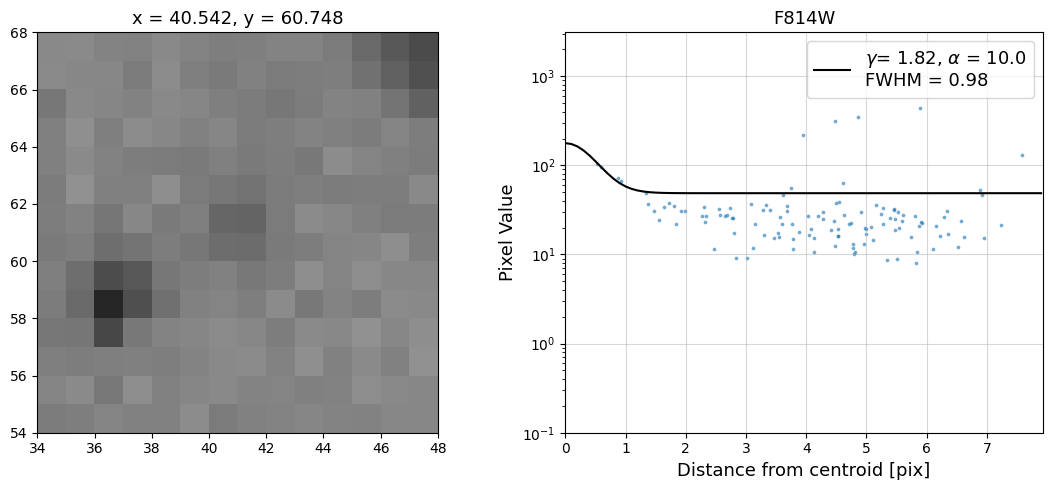 x = 40.542, y = 60.748
68
66
64
62
60
58
56
54
34 36 38 40 42 44 46 48
F814W
γ= 1.82, α = 10.0
FWHM = 0.98
Pixel Value
10³
10²
10¹
10⁰
10⁻¹
0 1 2 3 4 5 6 7
Distance from centroid [pix]